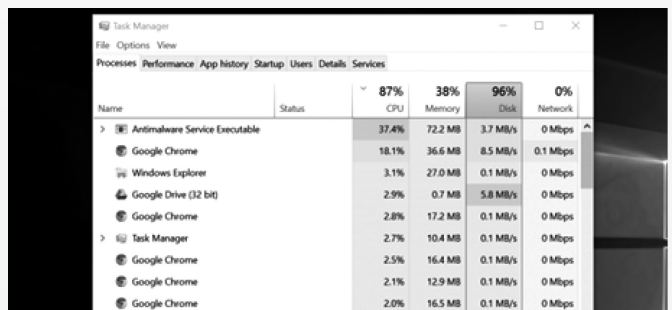 Task Manager
File Options View
Processes Performance App history Startup Users Details Services
87% 38% 96% 0%
Name Status CPU Memory Disk Network
Antimalware Service Executable 37.4% 72.2 MB 3.7 MB/s 0 Mbps
Google Chrome 18.1% 36.6 MB 8.5 MB/s 0.1 Mbps
Windows Explorer 3.1% 27.0 MB 0.1 MB/s 0 Mbps
Google Drive (32 bit) 2.9% 0.7 MB 5.8 MB/s 0 Mbps
Google Chrome 2.8% 17.2 MB 0.1 MB/s 0 Mbps
Task Manager 2.7% 10.4 MB 0.1 MB/s 0 Mbps
Google Chrome 2.5% 16.4 MB 0.1 MB/s 0 Mbps
Google Chrome 2.1% 12.9 MB 0.1 MB/s 0 Mbps
Google Chrome 2.0% 16.5 MB 0.1 MB/s 0 Mbps